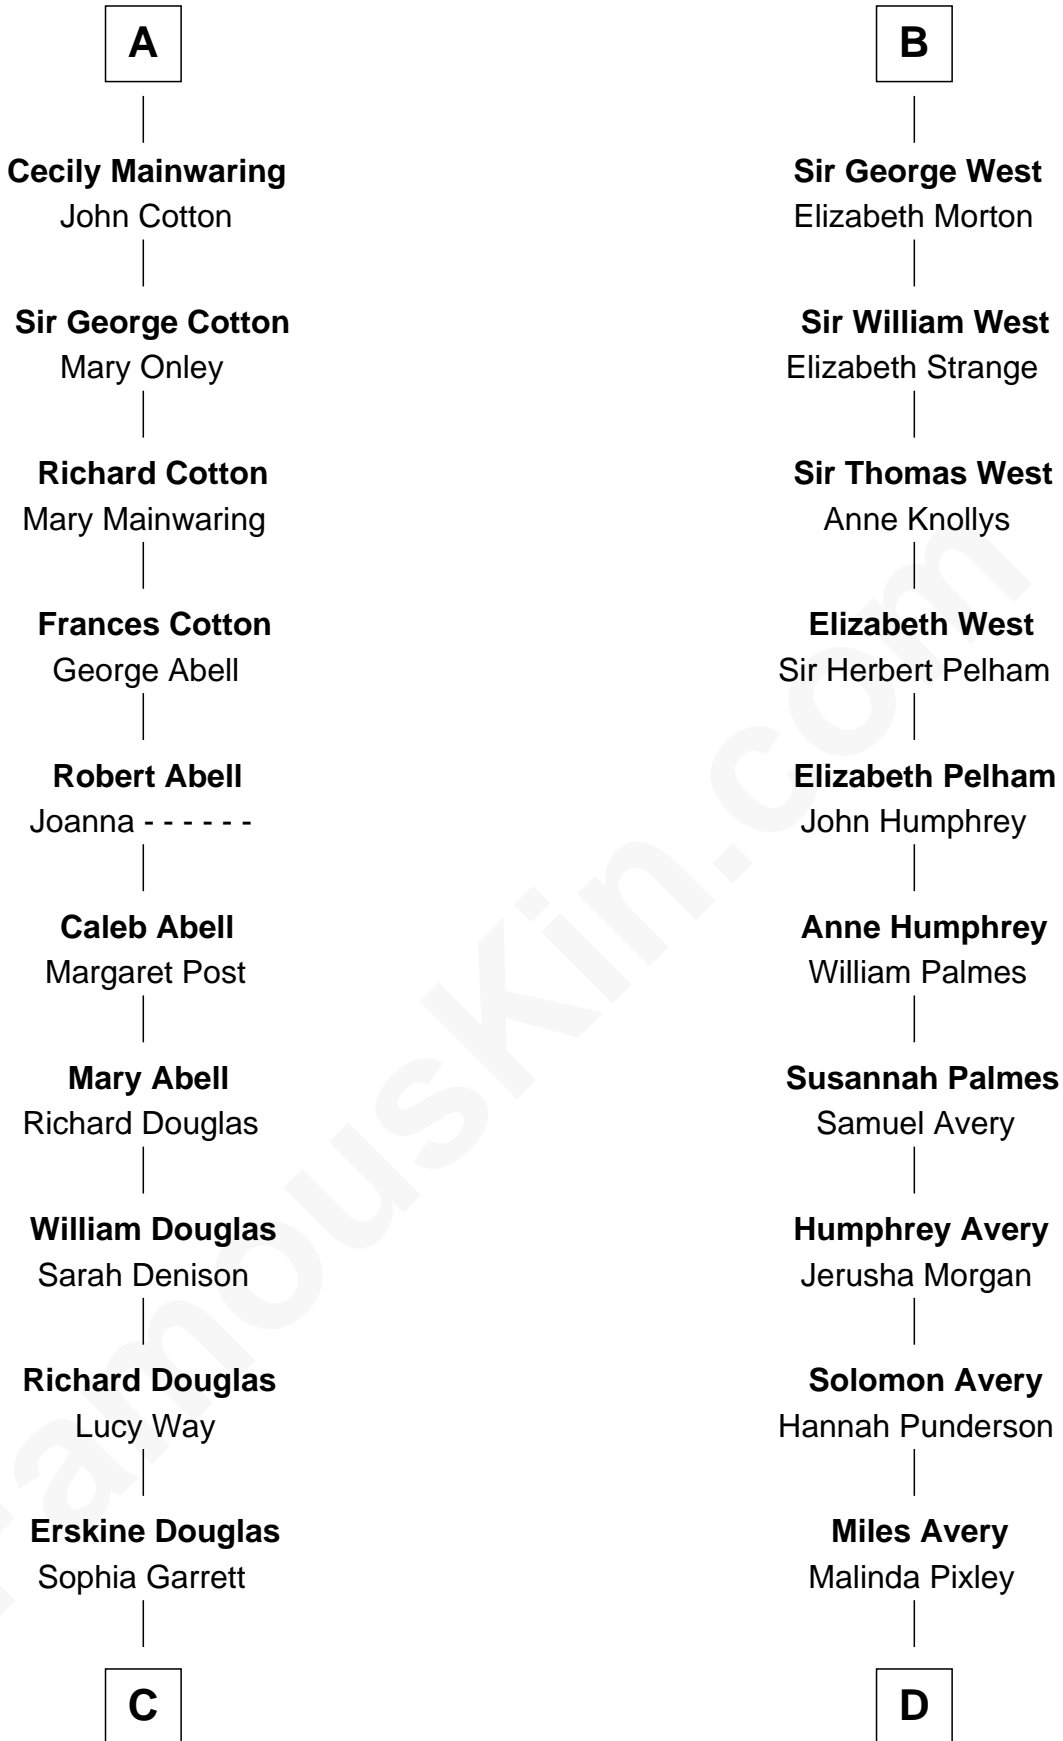 A
Cecily Mainwaring
John Cotton
Sir George Cotton
Mary Onley
Richard Cotton
Mary Mainwaring
Frances Cotton
George Abell
Robert Abell
Joanna - - - - - -
Caleb Abell
Margaret Post
Mary Abell
Richard Douglas
William Douglas
Sarah Denison
Richard Douglas
Lucy Way
Erskine Douglas
Sophia Garrett
C
B
Sir George West
Elizabeth Morton
Sir William West
Elizabeth Strange
Sir Thomas West
Anne Knollys
Elizabeth West
Sir Herbert Pelham
Elizabeth Pelham
John Humphrey
Anne Humphrey
William Palmes
Susannah Palmes
Samuel Avery
Humphrey Avery
Jerusha Morgan
Solomon Avery
Hannah Punderson
Miles Avery
Malinda Pixley
D
FamousKin.com